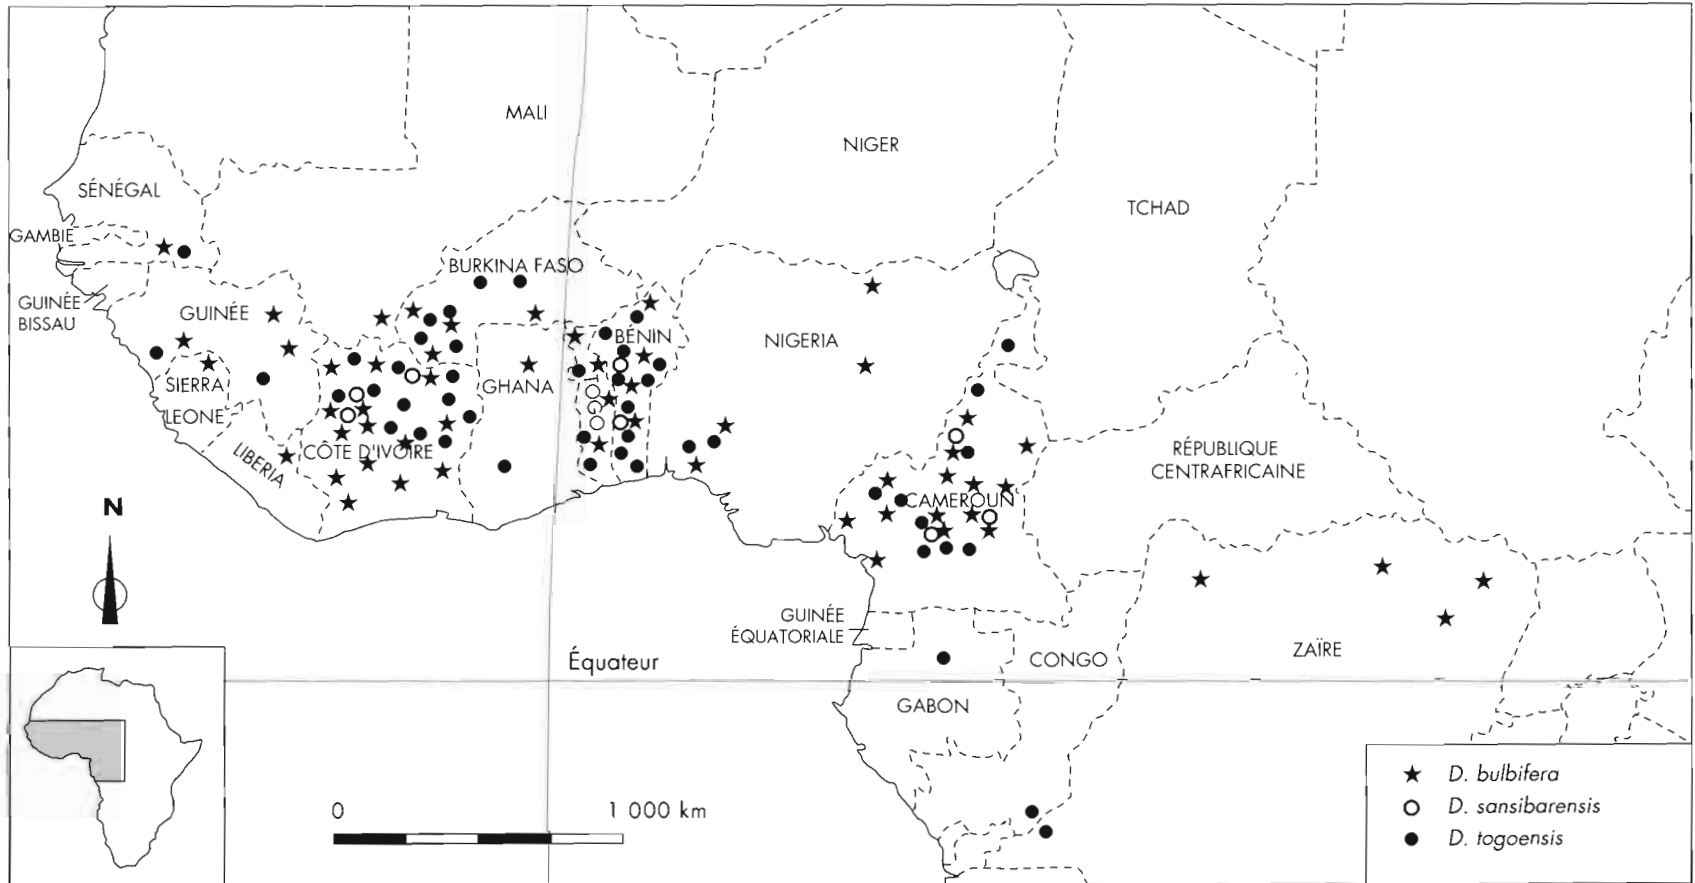 MALI
NIGER
SÉNÉGAL
TCHAD
GAMBIE
BURKINA FASO
GUINÉE
BISSAU
GUINÉE
BÉNIN
NIGERIA
SIERRA
LEONE
GHANA
TOGO
LIBERIA
CÔTE D'IVOIRE
RÉPUBLIQUE
CENTRAFRICAINE
CAMEROUN
N
GUINÉE
ÉQUATORIALE
Équateur
CONGO
ZAÏRE
GABON
0 1 000 km
D. bulbifera
D. sansibarensis
D. togoensis